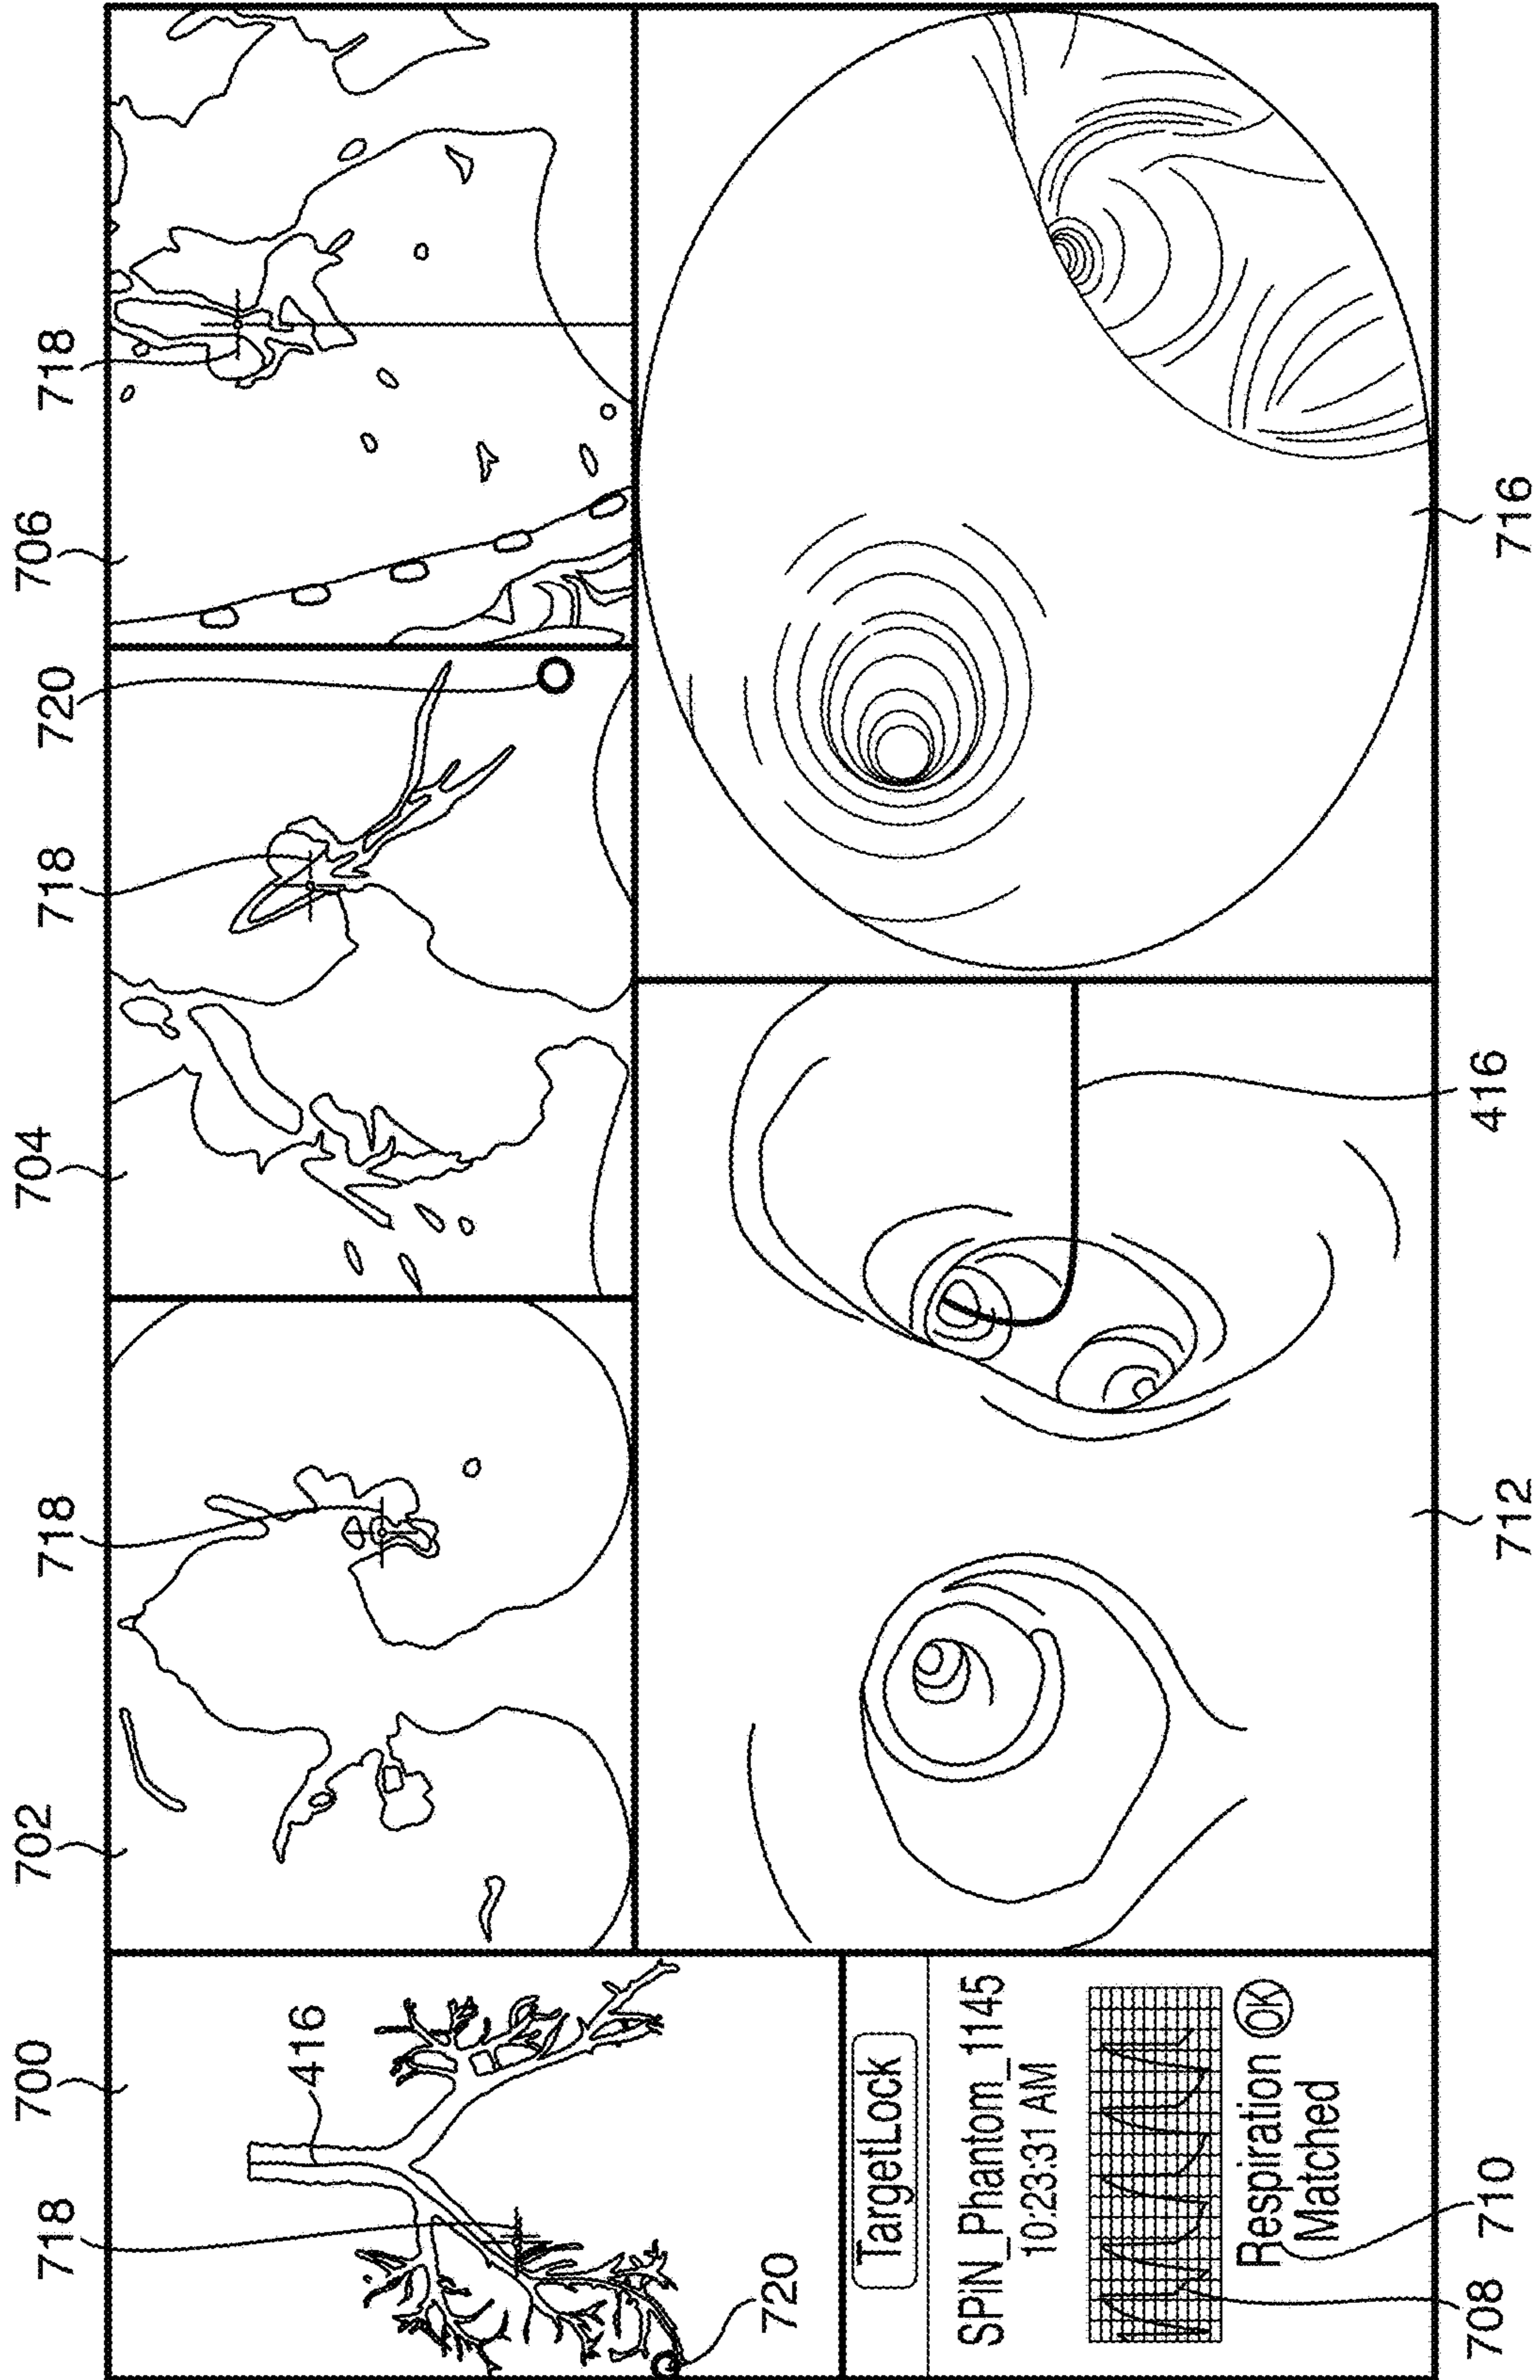 700 702 704 706
718 718 718 720 718
416
720
TargetLock
SPiN_Phantom_1145
10:23:31 AM
Respiration OK
Matched
708 710
416
712 716